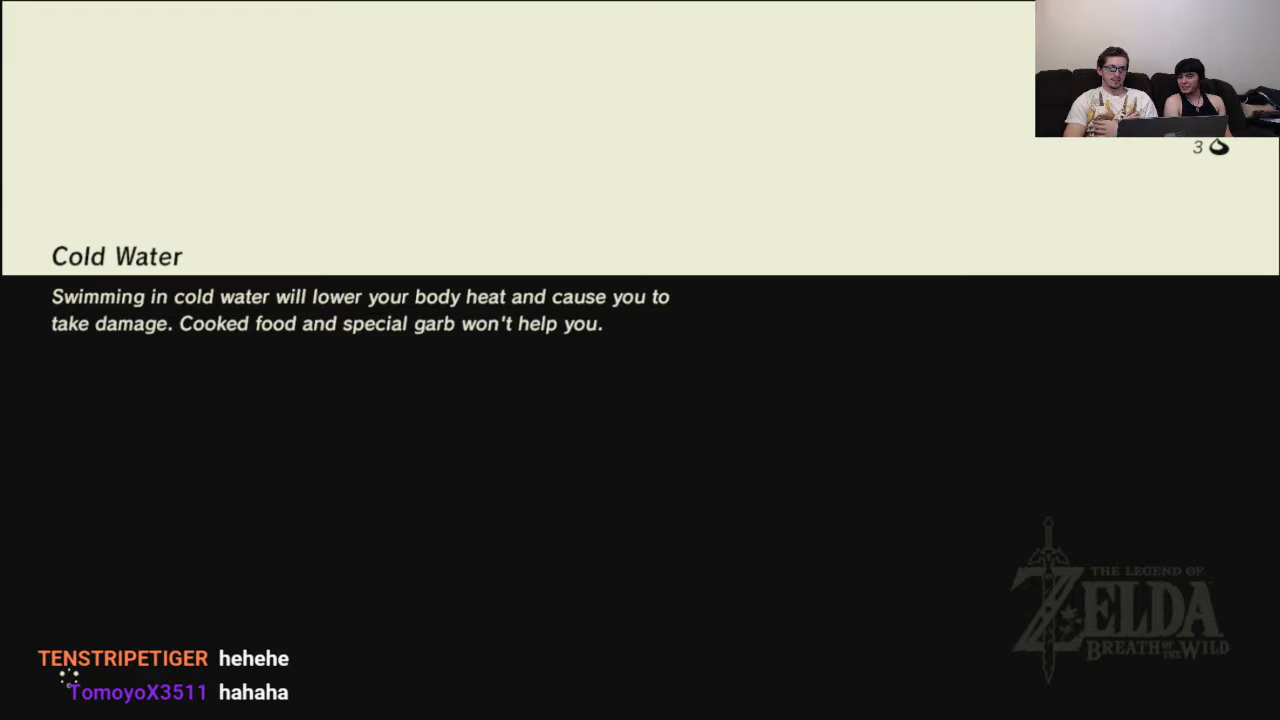 3
Cold Water
Swimming in cold water will lower your body heat and cause you to
take damage. Cooked food and special garb won't help you.
THE LEGEND OF
ZELDA
BREATH OF THE WILD
TENSTRIPETIGER hehehe
TomoyoX3511 hahaha